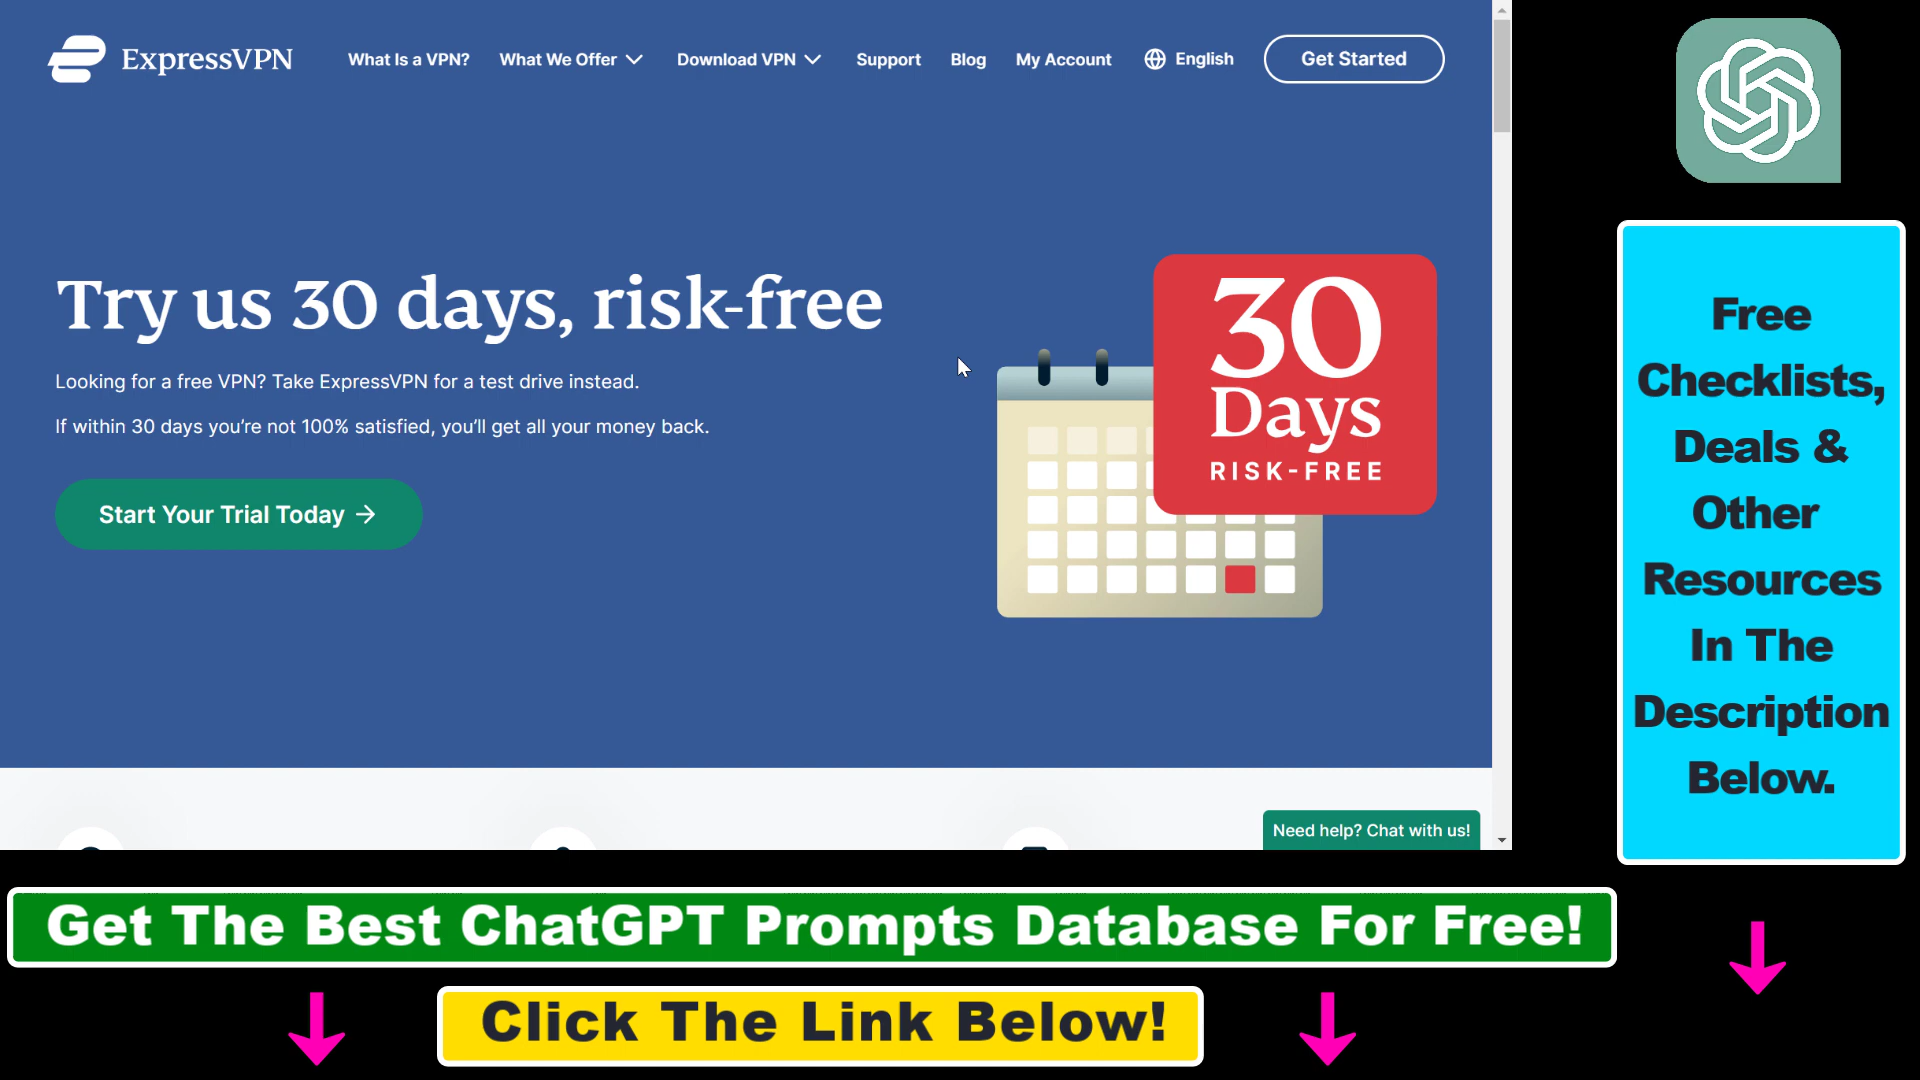 ExpressVPN
What Is a VPN?
What We Offer
Download VPN
Support
Blog
My Account
English
Get Started
Try us 30 days, risk-free
Looking for a free VPN? Take ExpressVPN for a test drive instead.
If within 30 days you're not 100% satisfied, you'll get all your money back.
Start Your Trial Today →
30
Days
RISK-FREE
Need help? Chat with us!
Free
Checklists,
Deals &
Other
Resources
In The
Description
Below.
Get The Best ChatGPT Prompts Database For Free!
Click The Link Below!